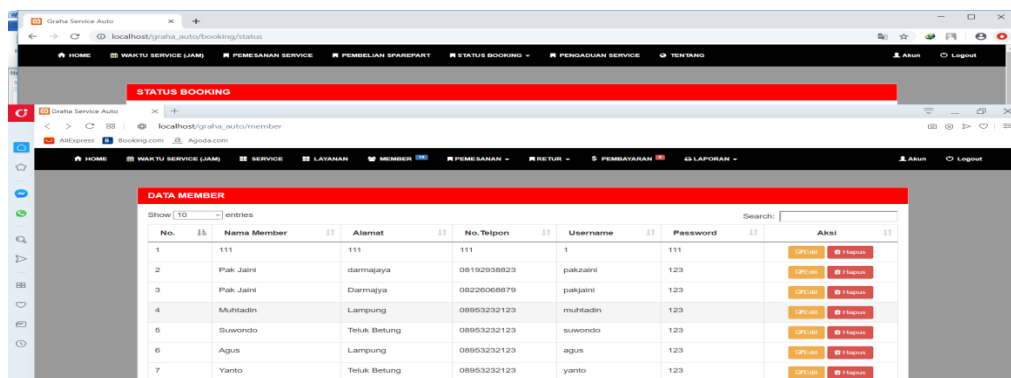 Graha Service Auto
localhost/graha_auto/booking/status
HOME WAKTU SERVICE (JAM) PEMESANAN SERVICE PEMBELIAN SPAREPART STATUS BOOKING PENGADUAN SERVICE TENTANG Akun Logout
STATUS BOOKING
Graha Service Auto
localhost/graha_auto/member
AliExpress Booking.com Agoda.com
HOME WAKTU SERVICE (JAM) SERVICE LAYANAN MEMBER PEMESANAN RETUR $ PEMBAYARAN LAPORAN Akun Logout
DATA MEMBER
Show 10 entries Search:
No. Nama Member Alamat No.Telpon Username Password Aksi
1 111 111 111 1 111 Edit Hapus
2 Pak Jaini darmajaya 08192938823 pakzaini 123 Edit Hapus
3 Pak Jaini Darmajya 08226068879 pakjaini 123 Edit Hapus
4 Muhtadin Lampung 08953232123 muhtadin 123 Edit Hapus
5 Suwondo Teluk Betung 08953232123 suwondo 123 Edit Hapus
6 Agus Lampung 08953232123 agus 123 Edit Hapus
7 Yanto Teluk Betung 08953232123 yanto 123 Edit Hapus